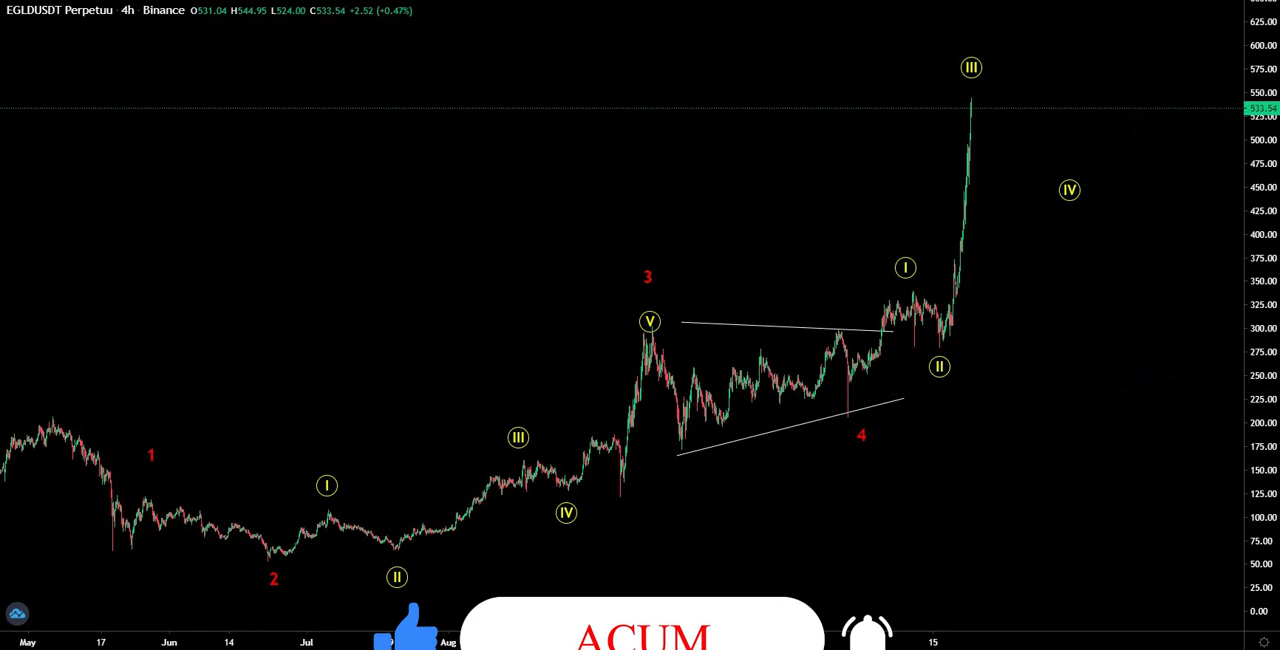 EGLDUSDT Perpetuu · 4h · Binance O531.04 H544.95 L524.00 C533.54 +2.52 (+0.47%)
625.00
600.00
III
575.00
550.00
533.54
525.00
500.00
475.00
IV
450.00
425.00
400.00
I
3
375.00
350.00
V
325.00
300.00
275.00
II
250.00
225.00
4
III
200.00
1
175.00
I
150.00
IV
125.00
100.00
75.00
2
II
50.00
25.00
0.00
May 17 Jun 14 Jul Aug 15
ACUM